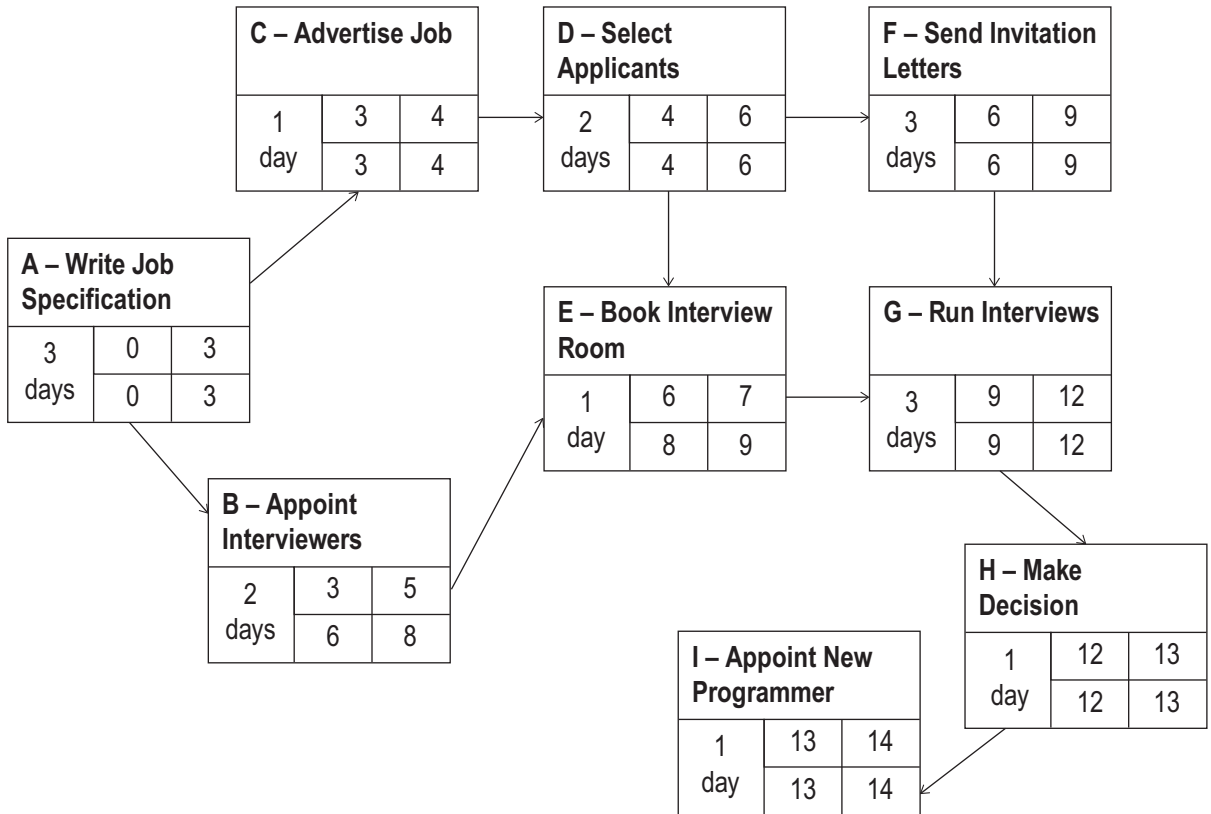 C – Advertise Job
1
day
3 4
3 4
D – Select
Applicants
2
days
4 6
4 6
F – Send Invitation
Letters
3
days
6 9
6 9
A – Write Job
Specification
3
days
0 3
0 3
E – Book Interview
Room
1
day
6 7
8 9
G – Run Interviews
3
days
9 12
9 12
B – Appoint
Interviewers
2
days
3 5
6 8
H – Make
Decision
1
day
12 13
12 13
I – Appoint New
Programmer
1
day
13 14
13 14